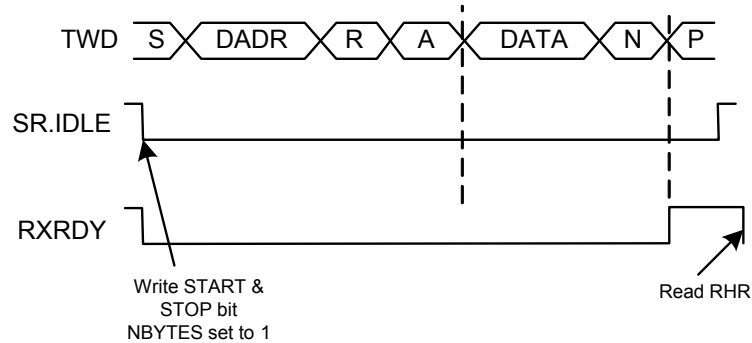 TWD S DADR R A DATA N P
SR.IDLE
RXRDY
Write START &
STOP bit
NBYTES set to 1
Read RHR